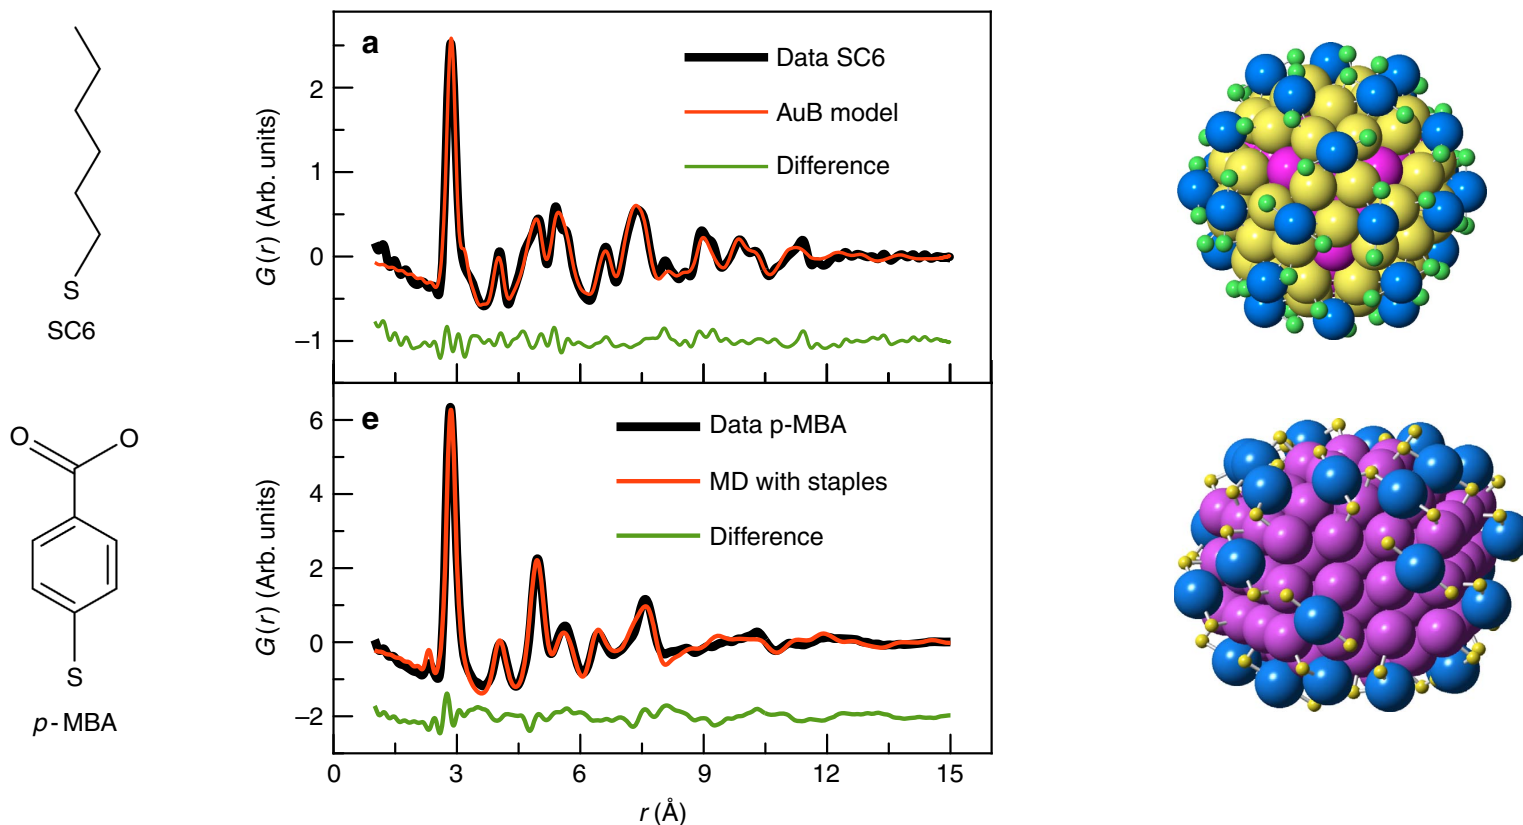 S
SC6
a
Data SC6
AuB model
Difference
G(r) (Arb. units)
2
1
0
−1
O
O
S
p-MBA
e
Data p-MBA
MD with staples
Difference
G(r) (Arb. units)
6
4
2
0
−2
0 3 6 9 12 15
r (Å)